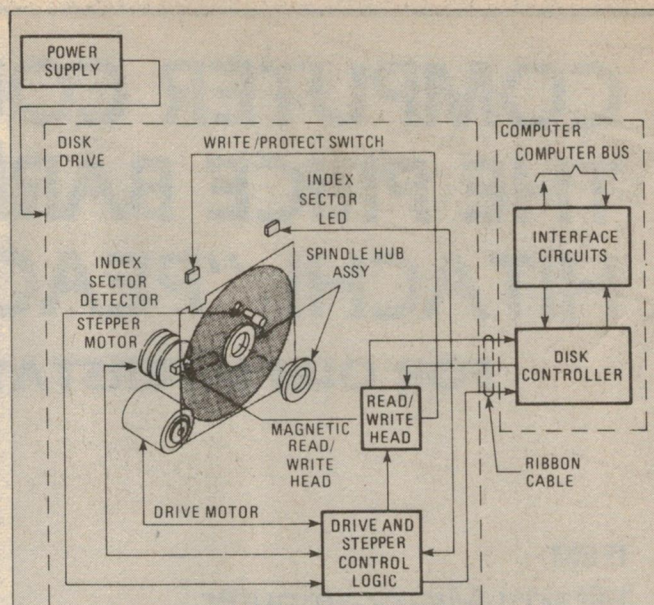 POWER
SUPPLY
DISK
DRIVE
WRITE/PROTECT SWITCH
INDEX
SECTOR
LED
SPINDLE HUB
ASSY
INDEX
SECTOR
DETECTOR
STEPPER
MOTOR
MAGNETIC
READ/
WRITE
HEAD
READ/
WRITE
HEAD
DRIVE MOTOR
DRIVE AND
STEPPER
CONTROL
LOGIC
COMPUTER
COMPUTER BUS
INTERFACE
CIRCUITS
DISK
CONTROLLER
RIBBON
CABLE